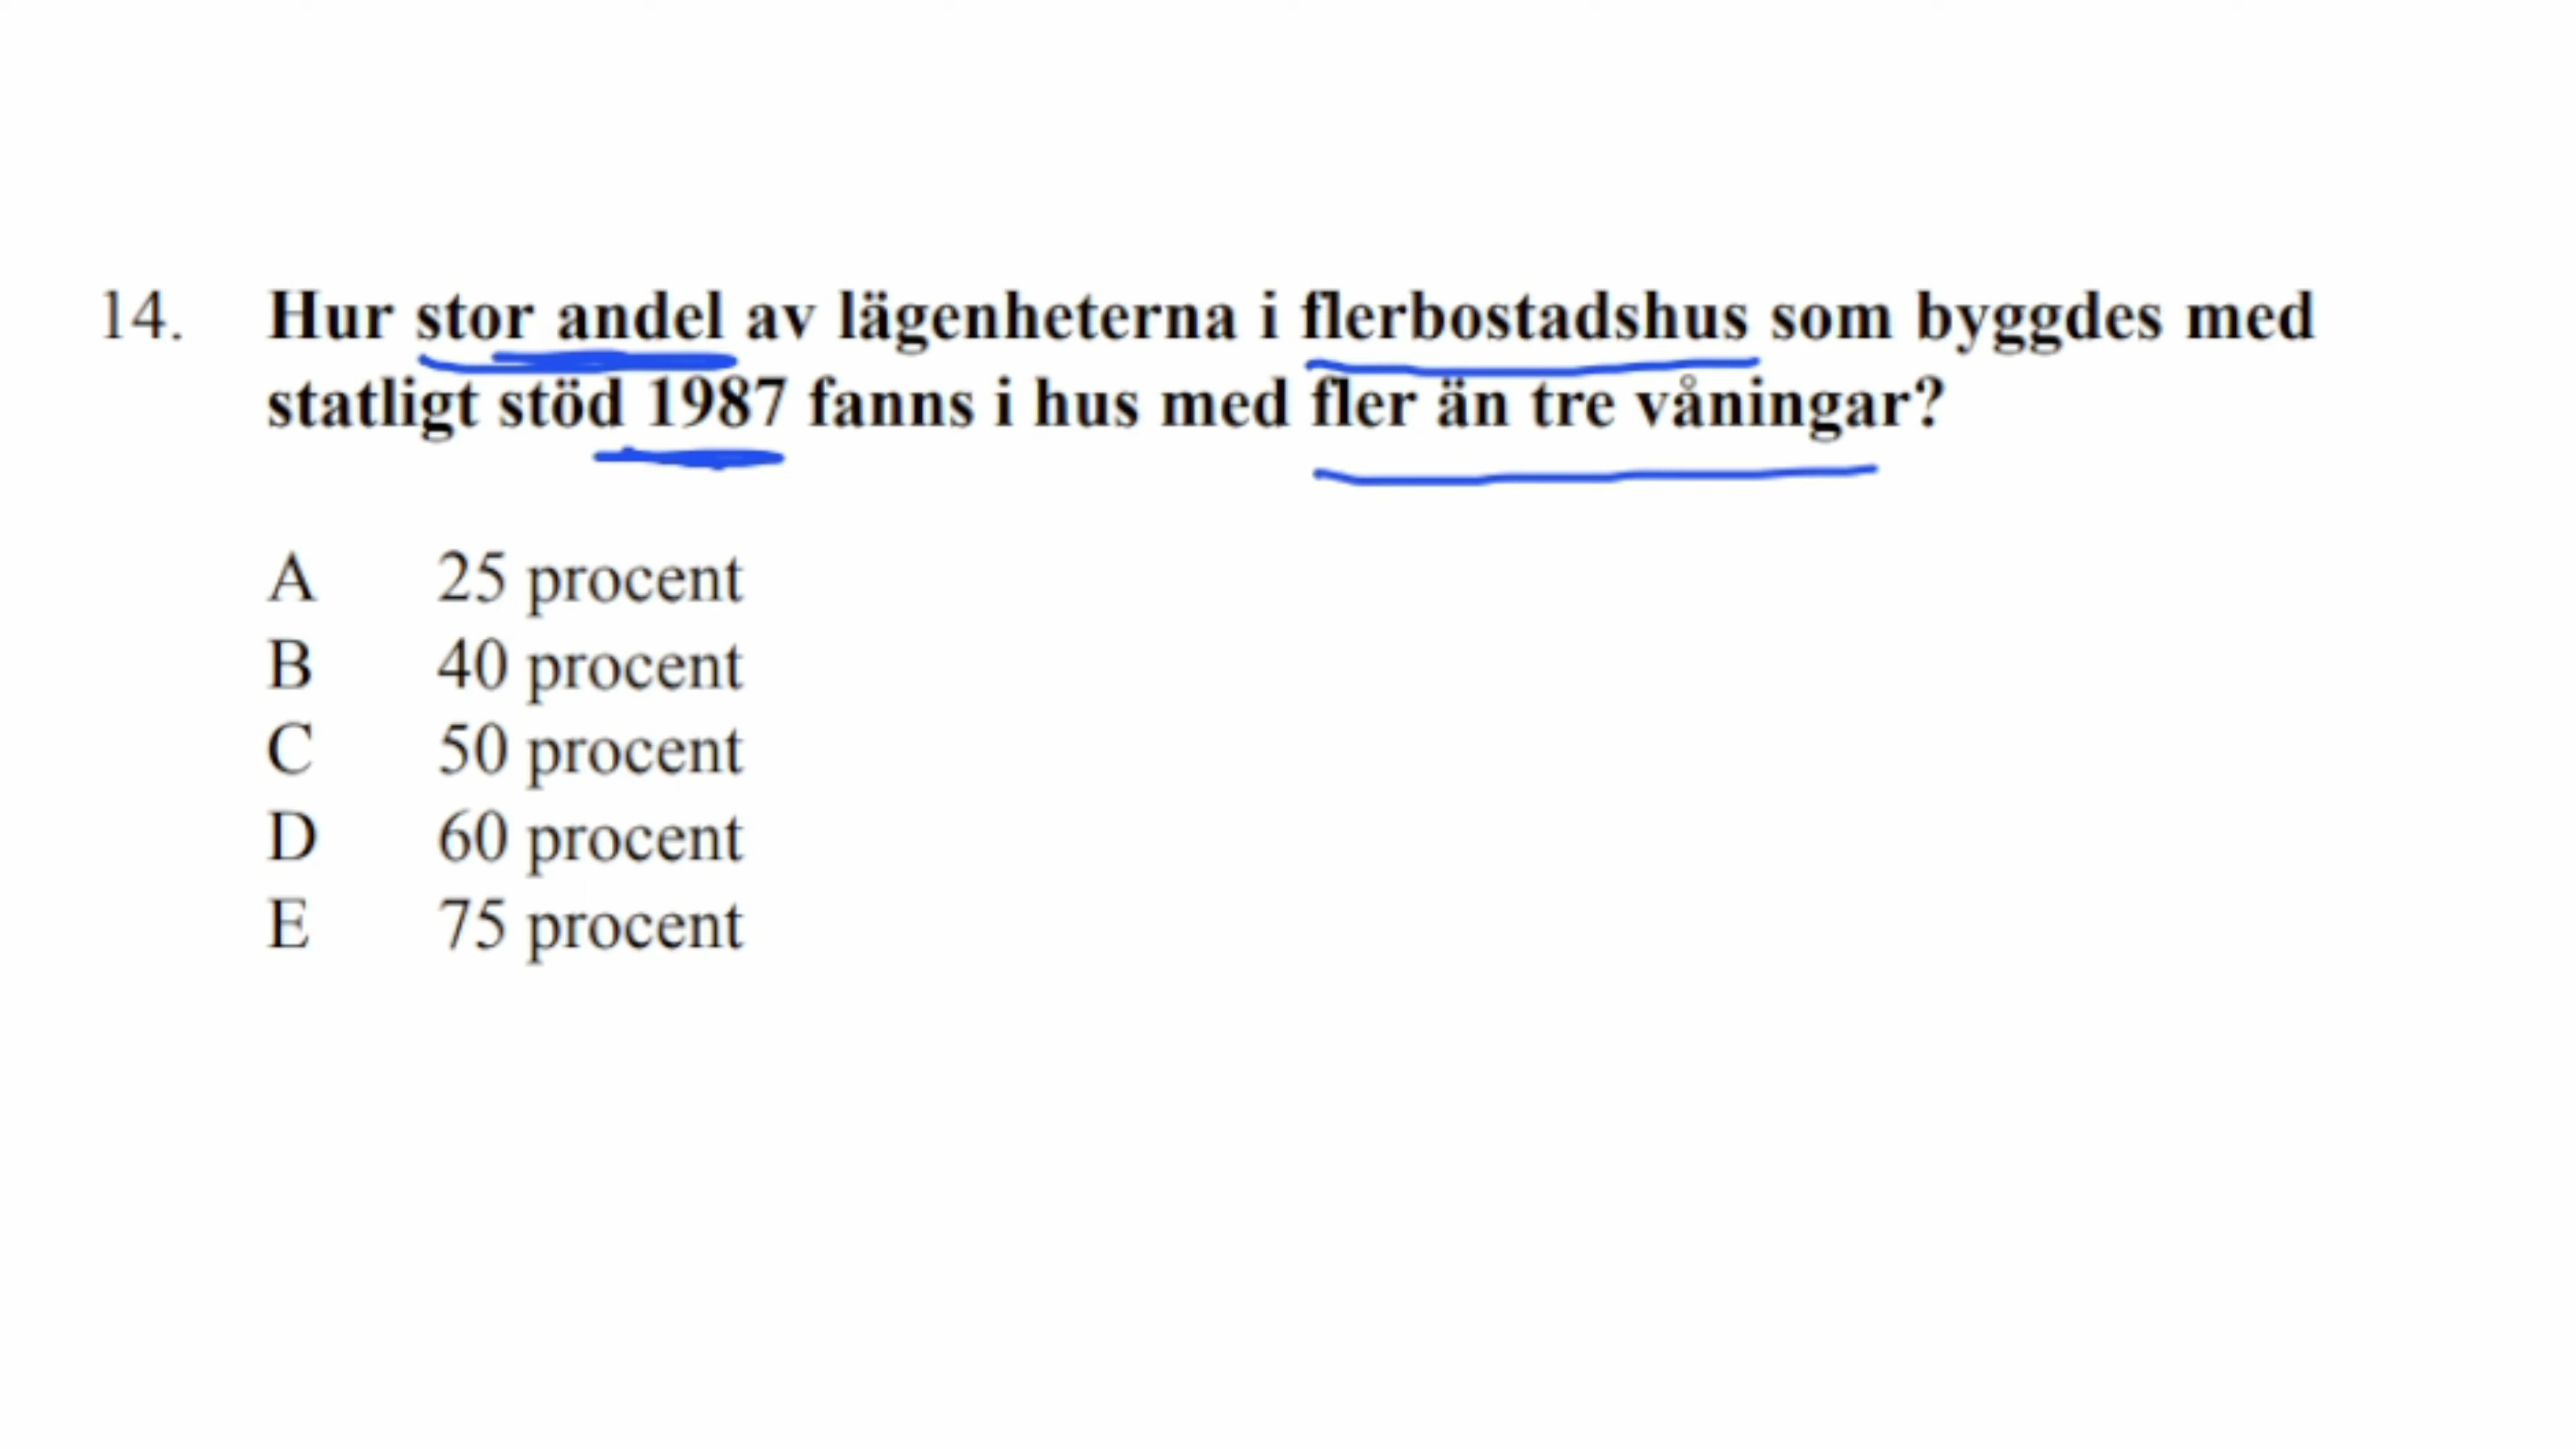 14. Hur stor andel av lägenheterna i flerbostadshus som byggdes med
statligt stöd 1987 fanns i hus med fler än tre våningar?
A 25 procent
B 40 procent
C 50 procent
D 60 procent
E 75 procent